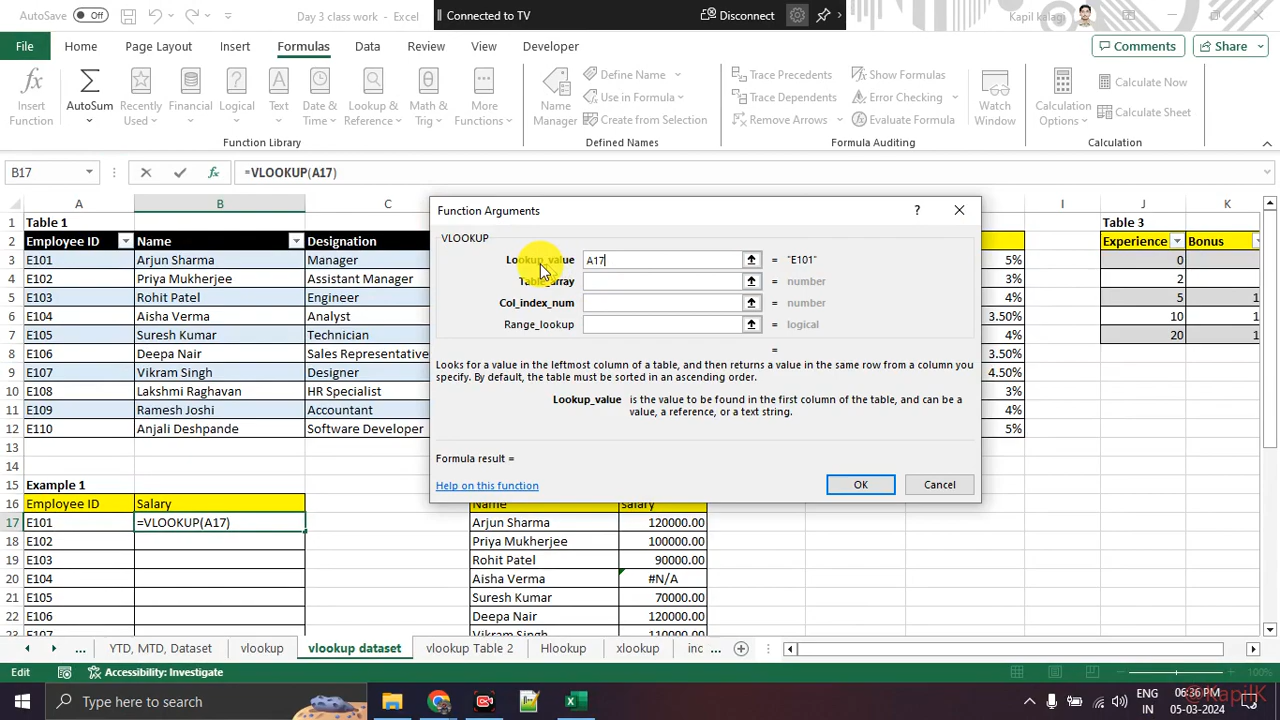 AutoSave Off Day 3 class work - Excel Connected to TV Disconnect Kapil kalagi
File Home Page Layout Insert Formulas Data Review View Developer Comments Share
Insert Function AutoSum Recently Used Financial Logical Text Date & Time Lookup & Reference Math & Trig More Functions Name Manager Define Name Use in Formula Create from Selection Trace Precedents Trace Dependents Remove Arrows Show Formulas Error Checking Evaluate Formula Watch Window Calculation Options Calculate Now Calculate Sheet
Function Library Defined Names Formula Auditing Calculation
B17 fx =VLOOKUP(A17)
A B C I J K
1 Table 1 Table 3
2 Employee ID Name Designation Experience Bonus
3 E101 Arjun Sharma Manager 5% 0
4 E102 Priya Mukherjee Assistant Manager 3% 2
5 E103 Rohit Patel Engineer 4% 5 1
6 E104 Aisha Verma Analyst 3.50% 10 1
7 E105 Suresh Kumar Technician 4% 20 1
8 E106 Deepa Nair Sales Representative 3.50%
9 E107 Vikram Singh Designer 4.50%
10 E108 Lakshmi Raghavan HR Specialist 3%
11 E109 Ramesh Joshi Accountant 4%
12 E110 Anjali Deshpande Software Developer 5%
13
14
15 Example 1
16 Employee ID Salary Name salary
17 E101 =VLOOKUP(A17) Arjun Sharma 120000.00
18 E102 Priya Mukherjee 100000.00
19 E103 Rohit Patel 90000.00
20 E104 Aisha Verma #N/A
21 E105 Suresh Kumar 70000.00
22 E106 Deepa Nair 120000.00
23 E107 Vikram Singh 110000.00
Function Arguments ?
VLOOKUP
Lookup_value A17 = "E101"
Table_array = number
Col_index_num = number
Range_lookup = logical
=
Looks for a value in the leftmost column of a table, and then returns a value in the same row from a column you
specify. By default, the table must be sorted in an ascending order.
Lookup_value is the value to be found in the first column of the table, and can be a
value, a reference, or a text string.
Formula result =
Help on this function OK Cancel
... YTD, MTD, Dataset vlookup vlookup dataset vlookup Table 2 Hlookup xlookup inc ...
Edit Accessibility: Investigate 100%
Type here to search ENG 06:36 PM
IN 05-03-2024
@KapilK